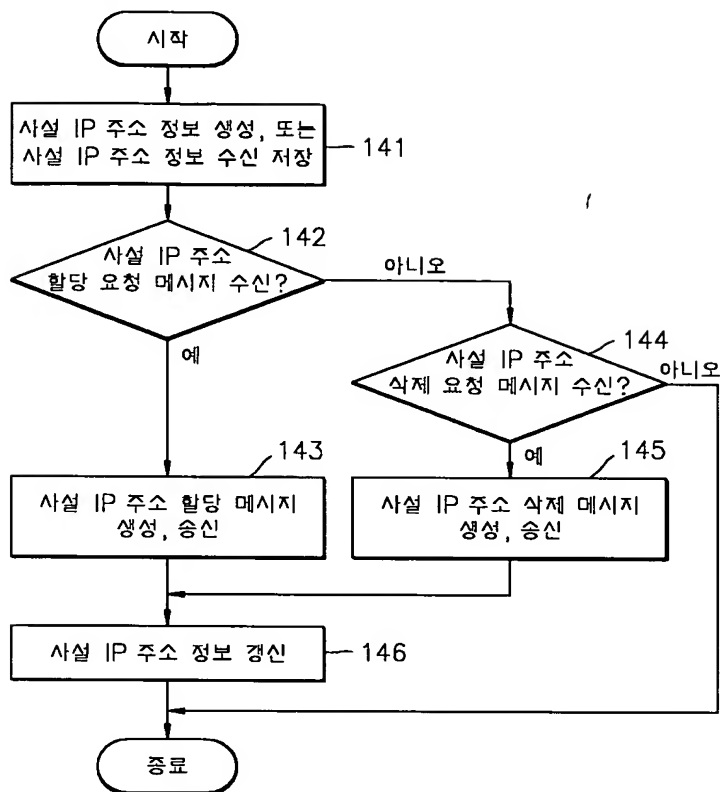 시작
사설 IP 주소 정보 생성, 또는
사설 IP 주소 정보 수신 저장
141
142
사설 IP 주소
할당 요청 메시지 수신?
아니오
예
144
사설 IP 주소
삭제 요청 메시지 수신?
아니오
예
143
사설 IP 주소 할당 메시지
생성, 송신
145
사설 IP 주소 삭제 메시지
생성, 송신
사설 IP 주소 정보 갱신
146
종료